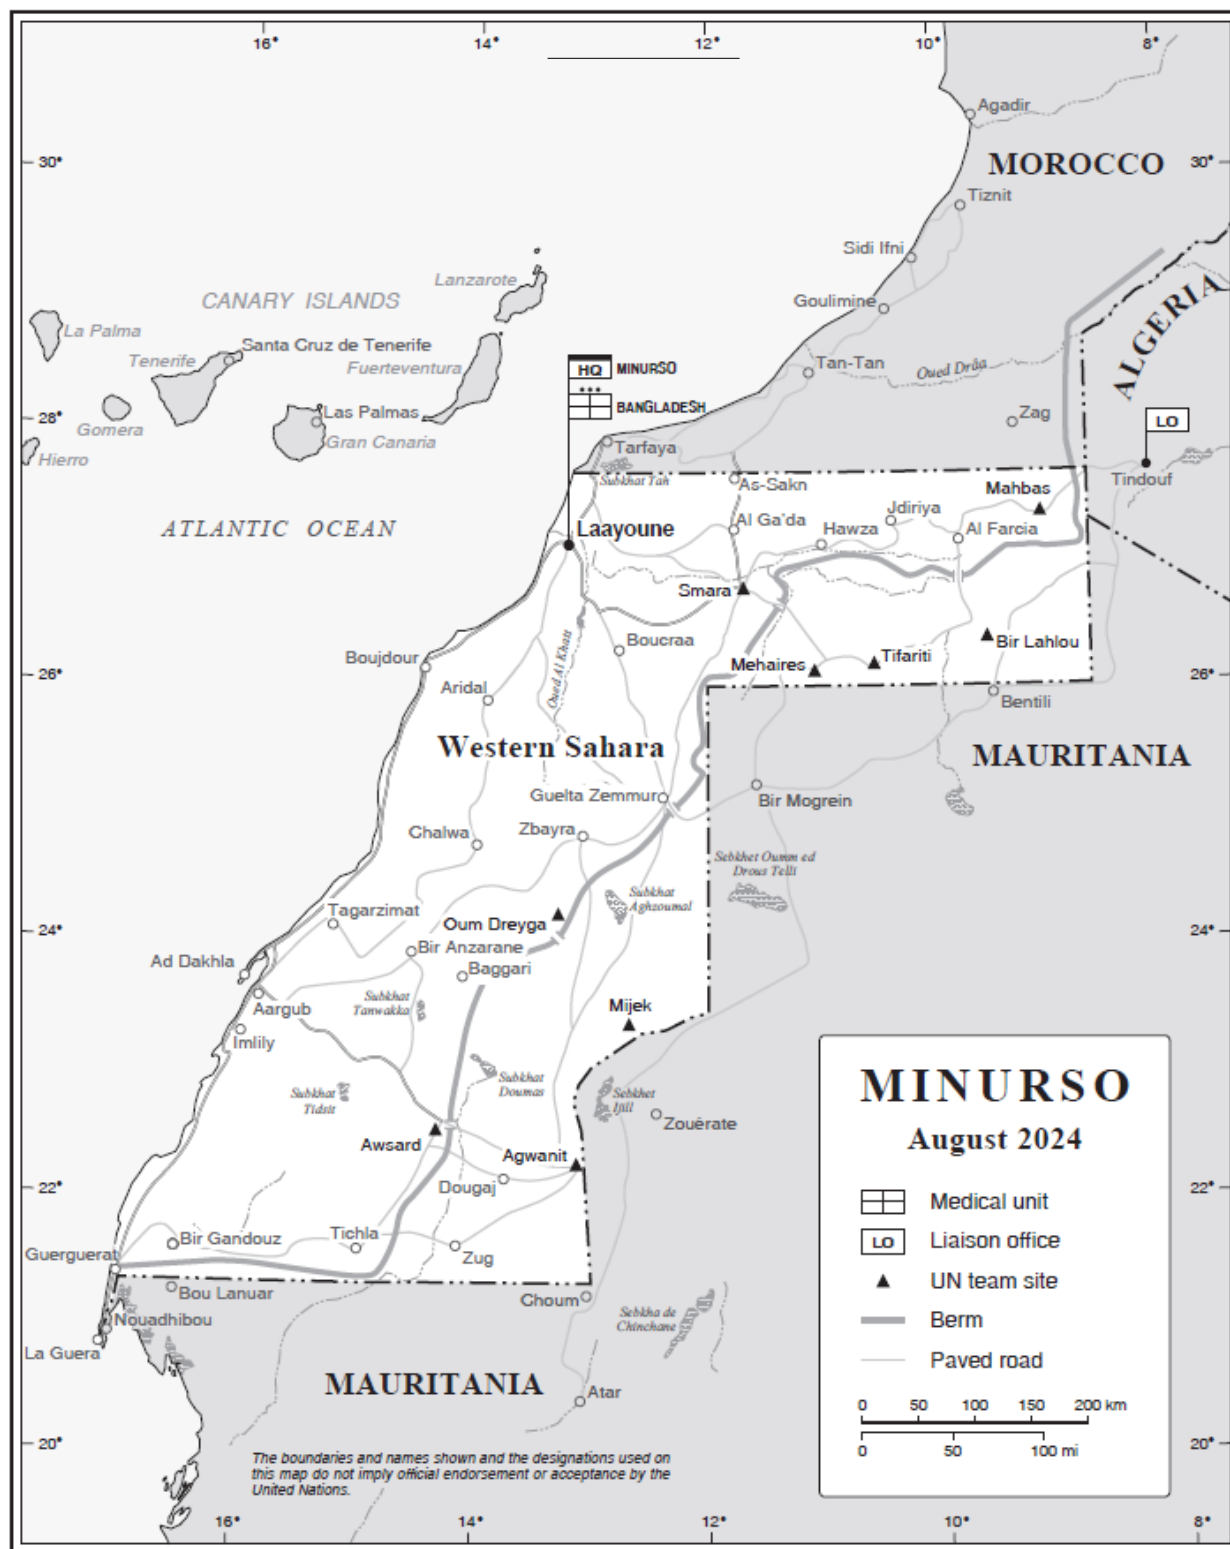 16°
14°
12°
10°
8°
Agadir
30°
MOROCCO
30°
Tiznit
Sidi Ifni
Lanzarote
CANARY ISLANDS
Goulimine
ALGERIA
La Palma
Santa Cruz de Tenerife
Tenerife
Fuerteventura
HQ MINURSO
Tan-Tan
Oued Drâa
BANGLADESH
28°
Las Palmas
Zag
LO
Gomera
Gran Canaria
Hierro
Tarfaya
Subkhat Tah
As-Sakn
Tindouf
Mahbas
ATLANTIC OCEAN
Laayoune
Al Ga'da
Jdiriya
Hawza
Al Farcia
Smara
Boucraa
Bir Lahlou
Boujdour
Oued Al Khatt
Mehaires
Tifariti
26°
26°
Aridal
Bentili
Western Sahara
MAURITANIA
Guelta Zemmur
Bir Mogrein
Chalwa
Zbayra
Sebkhet Oumm ed
Drous Telli
Subkhat
Aghzoumal
Tagarzimat
Oum Dreyga
24°
24°
Bir Anzarane
Ad Dakhla
Baggari
Aargub
Subkhat
Tanwakka
Mijek
Imlily
Subkhat
Tidsit
Subkhat
Doumas
Sebkhet
Ijill
Zouérate
Awsard
Agwanit
Dougaj
22°
22°
Bir Gandouz
Tichla
Zug
Guerguerat
Bou Lanuar
Choum
Nouadhibou
Sebkha de
Chinchane
La Guera
MAURITANIA
Atar
20°
20°
The boundaries and names shown and the designations used on
this map do not imply official endorsement or acceptance by the
United Nations.
MINURSO
August 2024
Medical unit
LO Liaison office
UN team site
Berm
Paved road
0 50 100 150 200 km
0 50 100 mi
16°
14°
12°
10°
8°